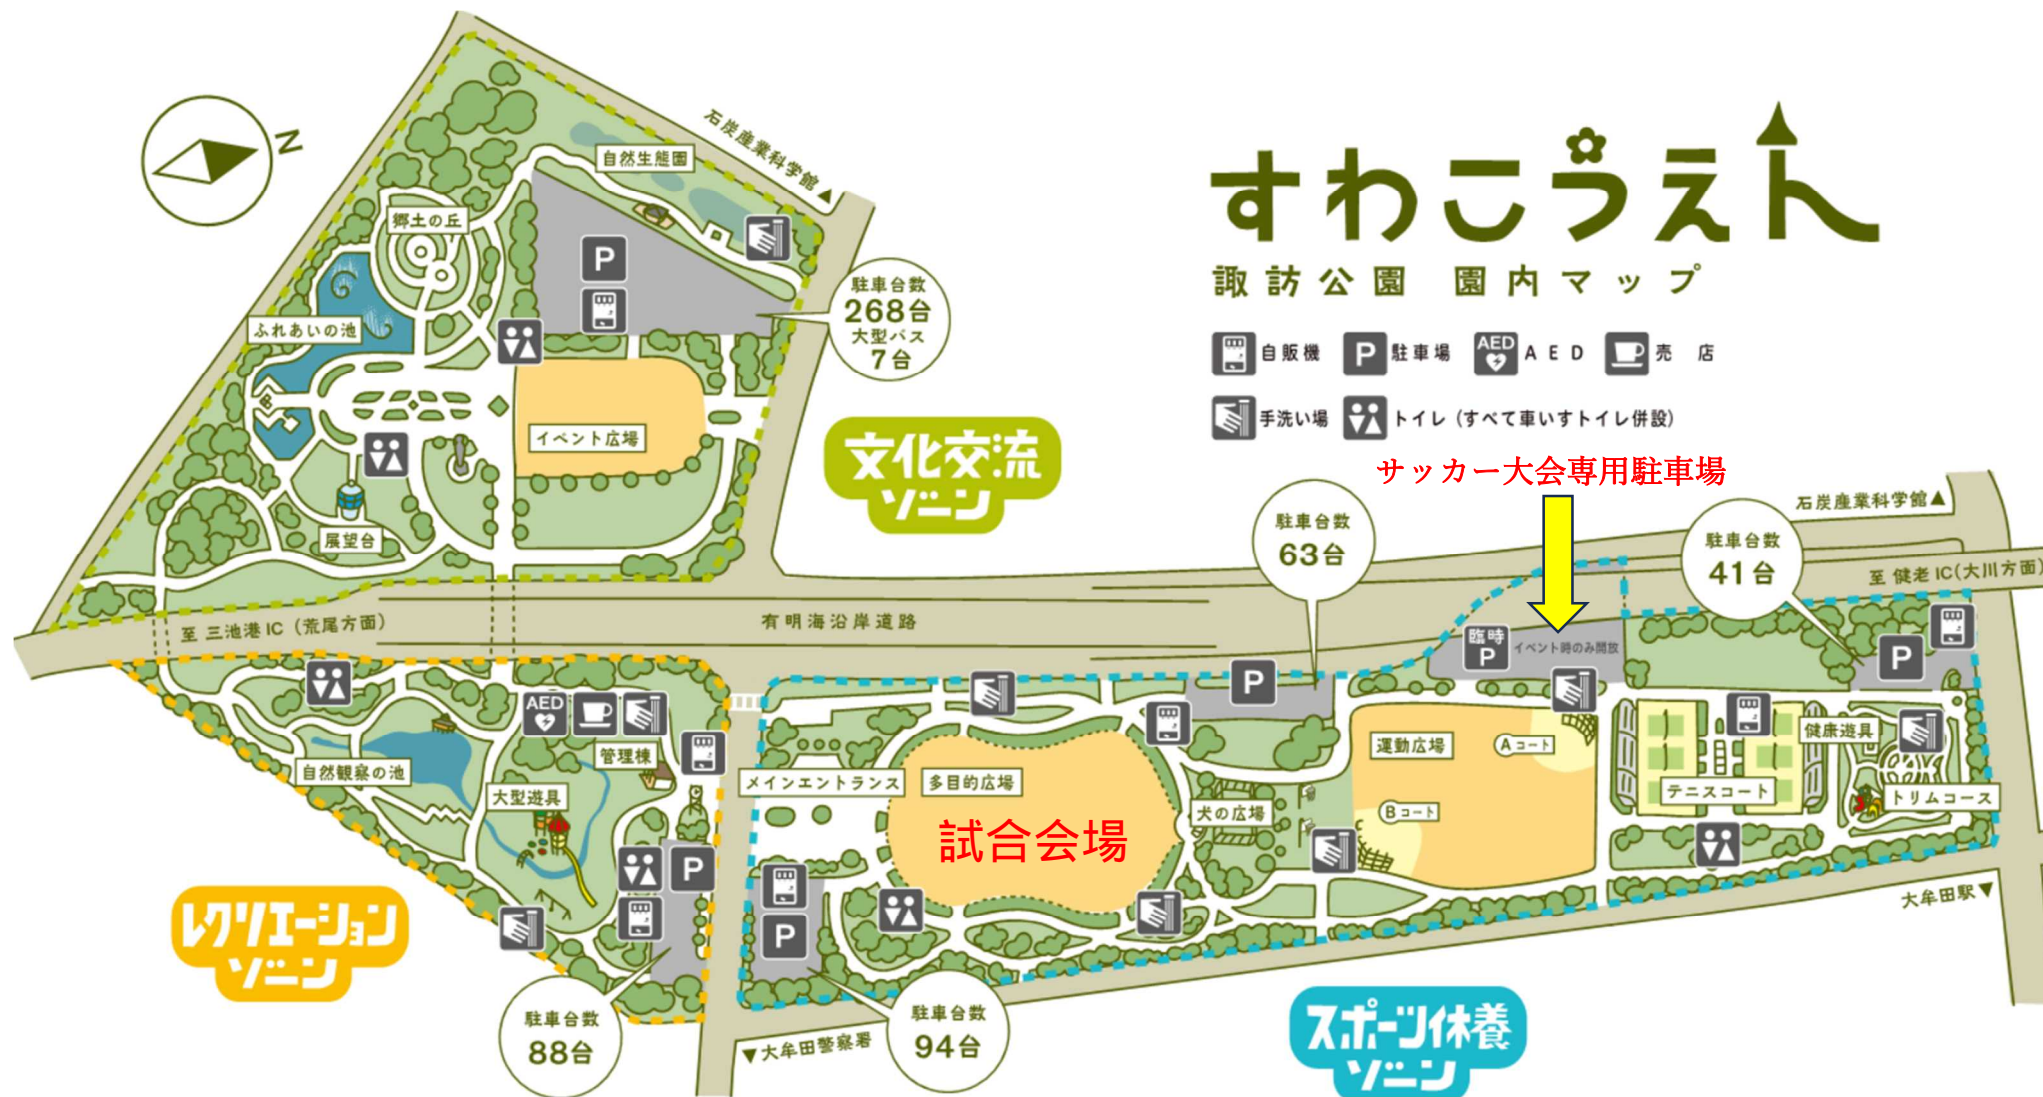 すわこうえん
諏訪公園 園内マップ
自販機
P
駐車場
AED
AED
売 店
手洗い場
トイレ (すべて車いすトイレ併設)
サッカー大会専用駐車場
N
石炭産業科学館▲
自然生態園
郷土の丘
P
駐車台数
268台
大型バス
7台
ふれあいの池
イベント広場
展望台
文化交流
ゾーン
駐車台数
63台
石炭産業科学館▲
駐車台数
41台
至 健老IC(大川方面)
至 三池港IC (荒尾方面)
有明海沿岸道路
臨時
P
イベント時のみ開放
P
P
AED
管理棟
自然観察の池
大型遊具
メインエントランス
多目的広場
試合会場
犬の広場
運動広場
Aコート
Bコート
テニスコート
健康遊具
トリムコース
P
P
大牟田駅▼
レクリエーション
ゾーン
駐車台数
88台
▼大牟田警察署
駐車台数
94台
スポーツ休養
ゾーン